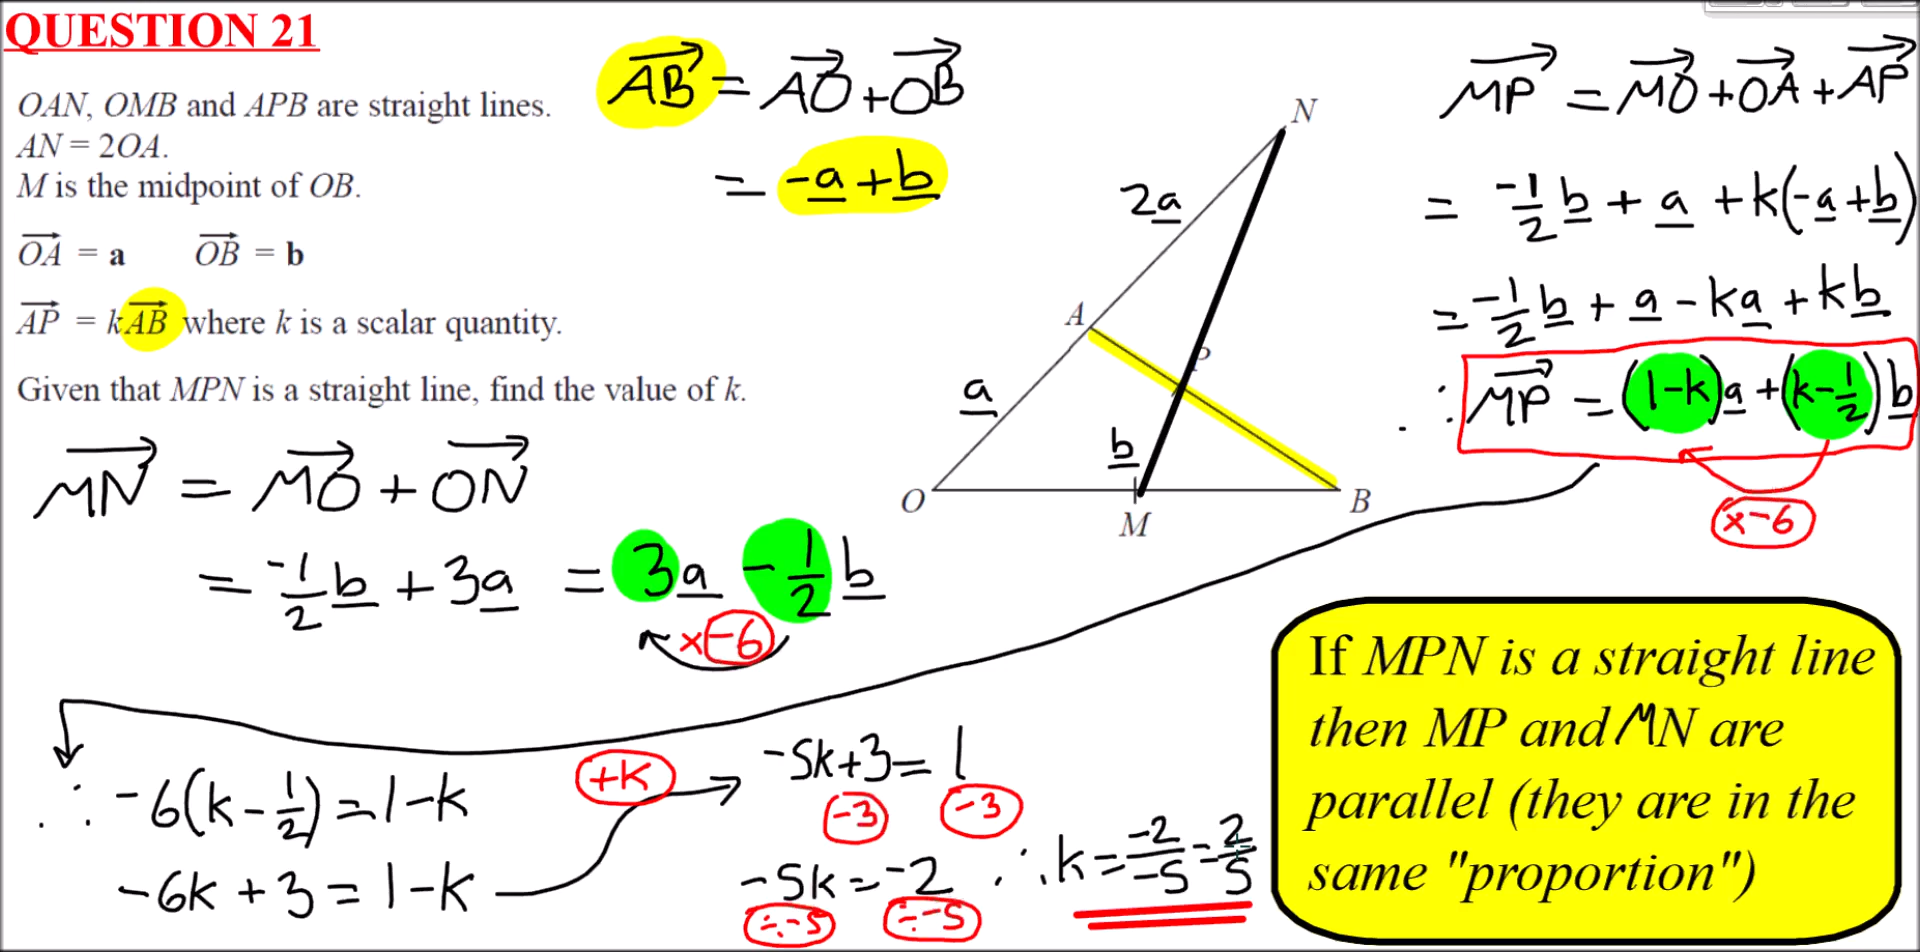 QUESTION 21
OAN, OMB and APB are straight lines.
AN = 2OA.
M is the midpoint of OB.
OA = a OB = b
AP = kAB where k is a scalar quantity.
Given that MPN is a straight line, find the value of k.
AB = AO + OB
= -a + b
MN = MO + ON
= -1/2 b + 3a = 3a - 1/2 b
x-6
N
2a
A
P
a
b
O
M
B
MP = MO + OA + AP
= -1/2 b + a + k(-a + b)
= -1/2 b + a - ka + kb
∴ MP = (1-k)a + (k-1/2)b
x-6
∴ -6(k - 1/2) = 1-k
-6k + 3 = 1-k
+k
-5k + 3 = 1
-3 -3
-5k = -2 ∴ k = -2/-5 = 2/5
÷-5 ÷-5
If MPN is a straight line
then MP and MN are
parallel (they are in the
same "proportion")